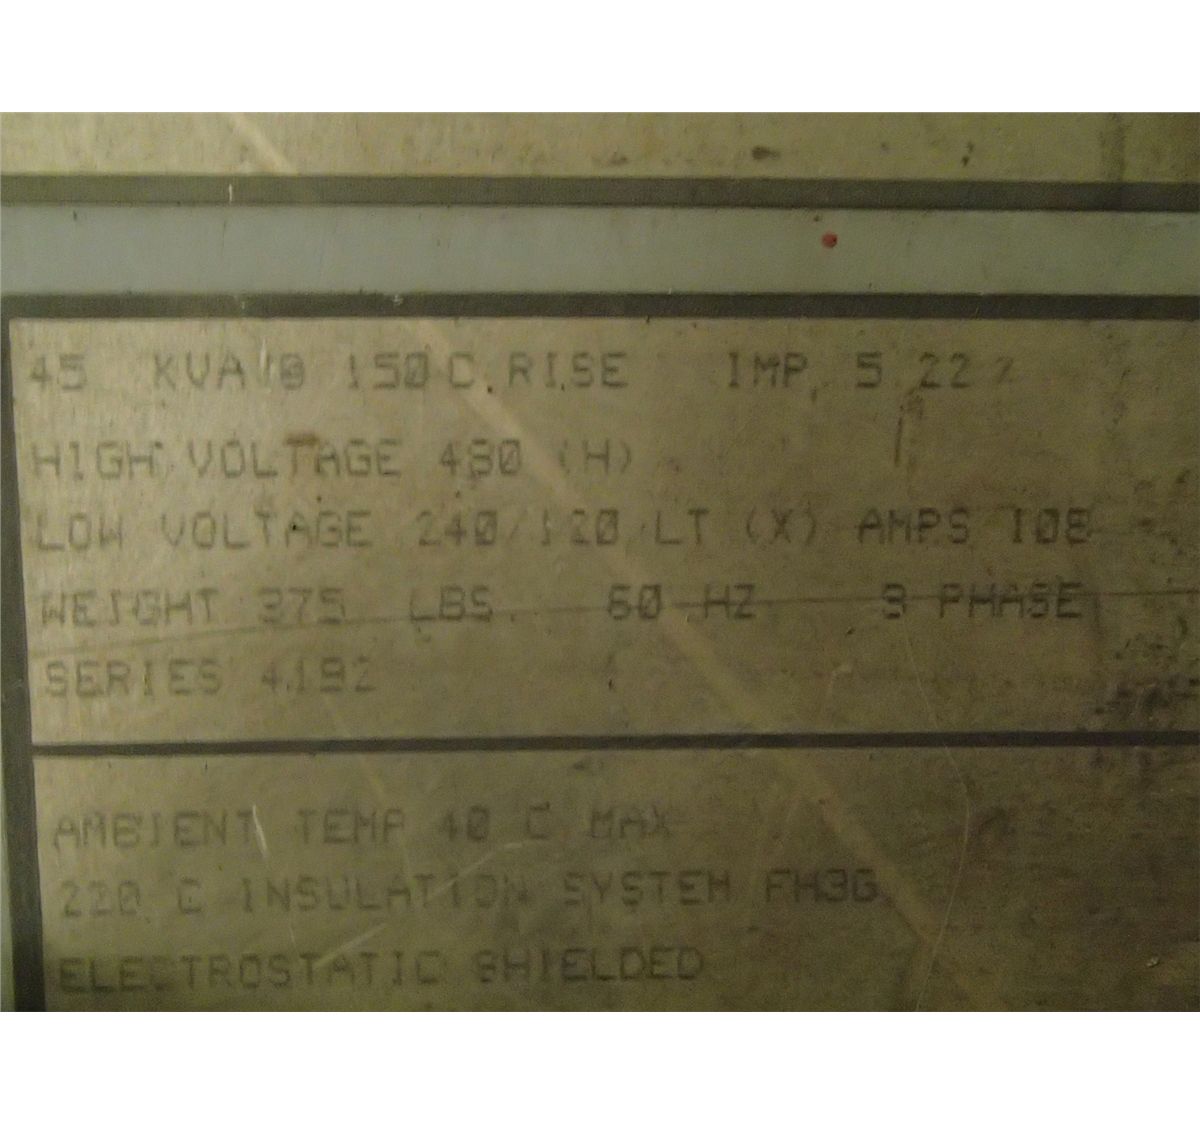 45 KVA @ 150 C RISE IMP. 5.22 %
HIGH VOLTAGE 480 (H)
LOW VOLTAGE 240/120 LT (X) AMPS 108
WEIGHT 375 LBS. 60 HZ 3 PHASE
SERIES 4192
AMBIENT TEMP 40 C MAX
220 C INSULATION SYSTEM FH3G
ELECTROSTATIC SHIELDED